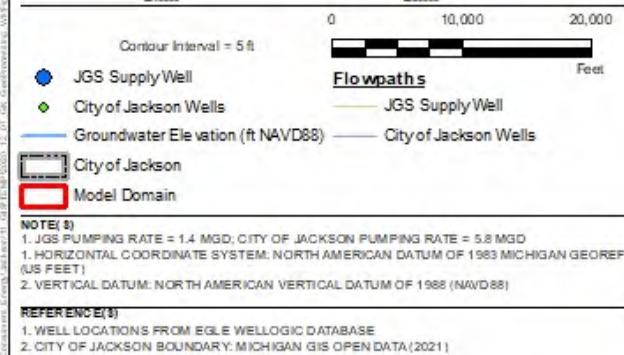 0 10,000 20,000
Contour Interval = 5 ft
Feet
JGS Supply Well
City of Jackson Wells
Groundwater Elevation (ft NAVD88)
City of Jackson
Model Domain
Flowpaths
JGS Supply Well
City of Jackson Wells
NOTE(S)
1. JGS PUMPING RATE = 1.4 MGD; CITY OF JACKSON PUMPING RATE = 5.8 MGD
1. HORIZONTAL COORDINATE SYSTEM: NORTH AMERICAN DATUM OF 1983 MICHIGAN GEOREF
(US FEET)
2. VERTICAL DATUM: NORTH AMERICAN VERTICAL DATUM OF 1988 (NAVD88)
REFERENCE(S)
1. WELL LOCATIONS FROM EGLE WELLOGIC DATABASE
2. CITY OF JACKSON BOUNDARY: MICHIGAN GIS OPEN DATA (2021)